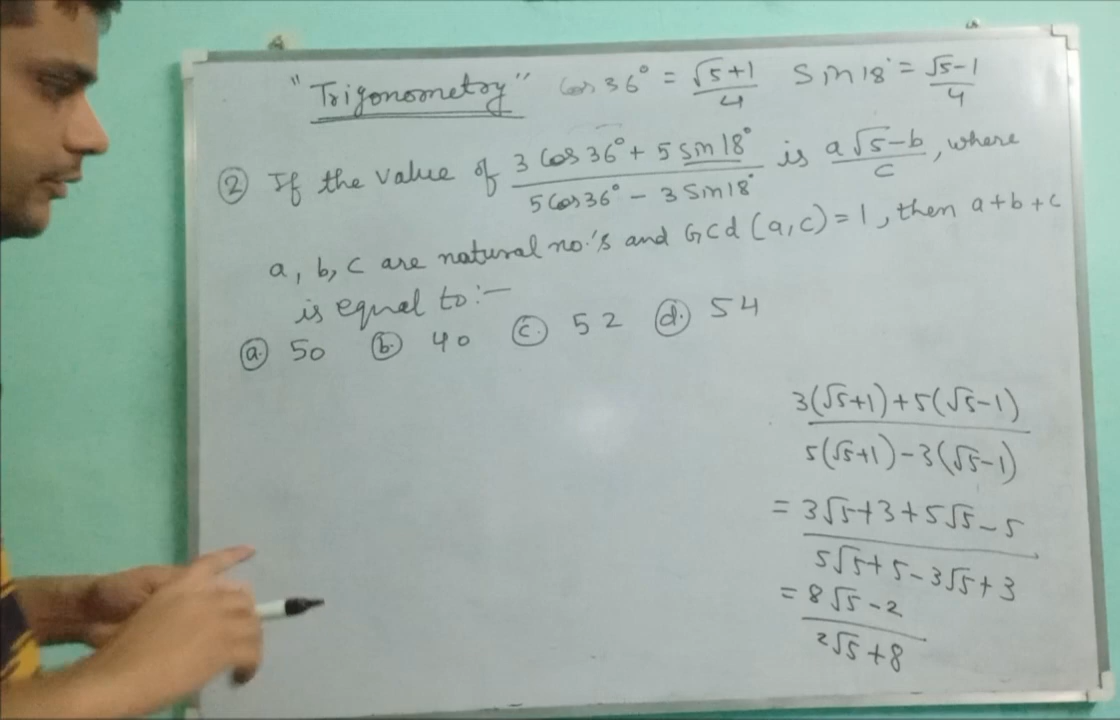 "Trigonometry" Cos 36° = √5+1/4 Sin 18° = √5-1/4
② If the value of 3 Cos 36° + 5 Sin 18° / 5 Cos 36° - 3 Sin 18° is a√5-b/c, where
a, b, c are natural no.'s and GCd (a,c) = 1, then a+b+c
is equal to:-
ⓐ 50 ⓑ 40 ⓒ 52 ⓓ 54
3(√5+1)+5(√5-1)
5(√5+1)-3(√5-1)
= 3√5+3+5√5-5
5√5+5-3√5+3
= 8√5-2
2√5+8